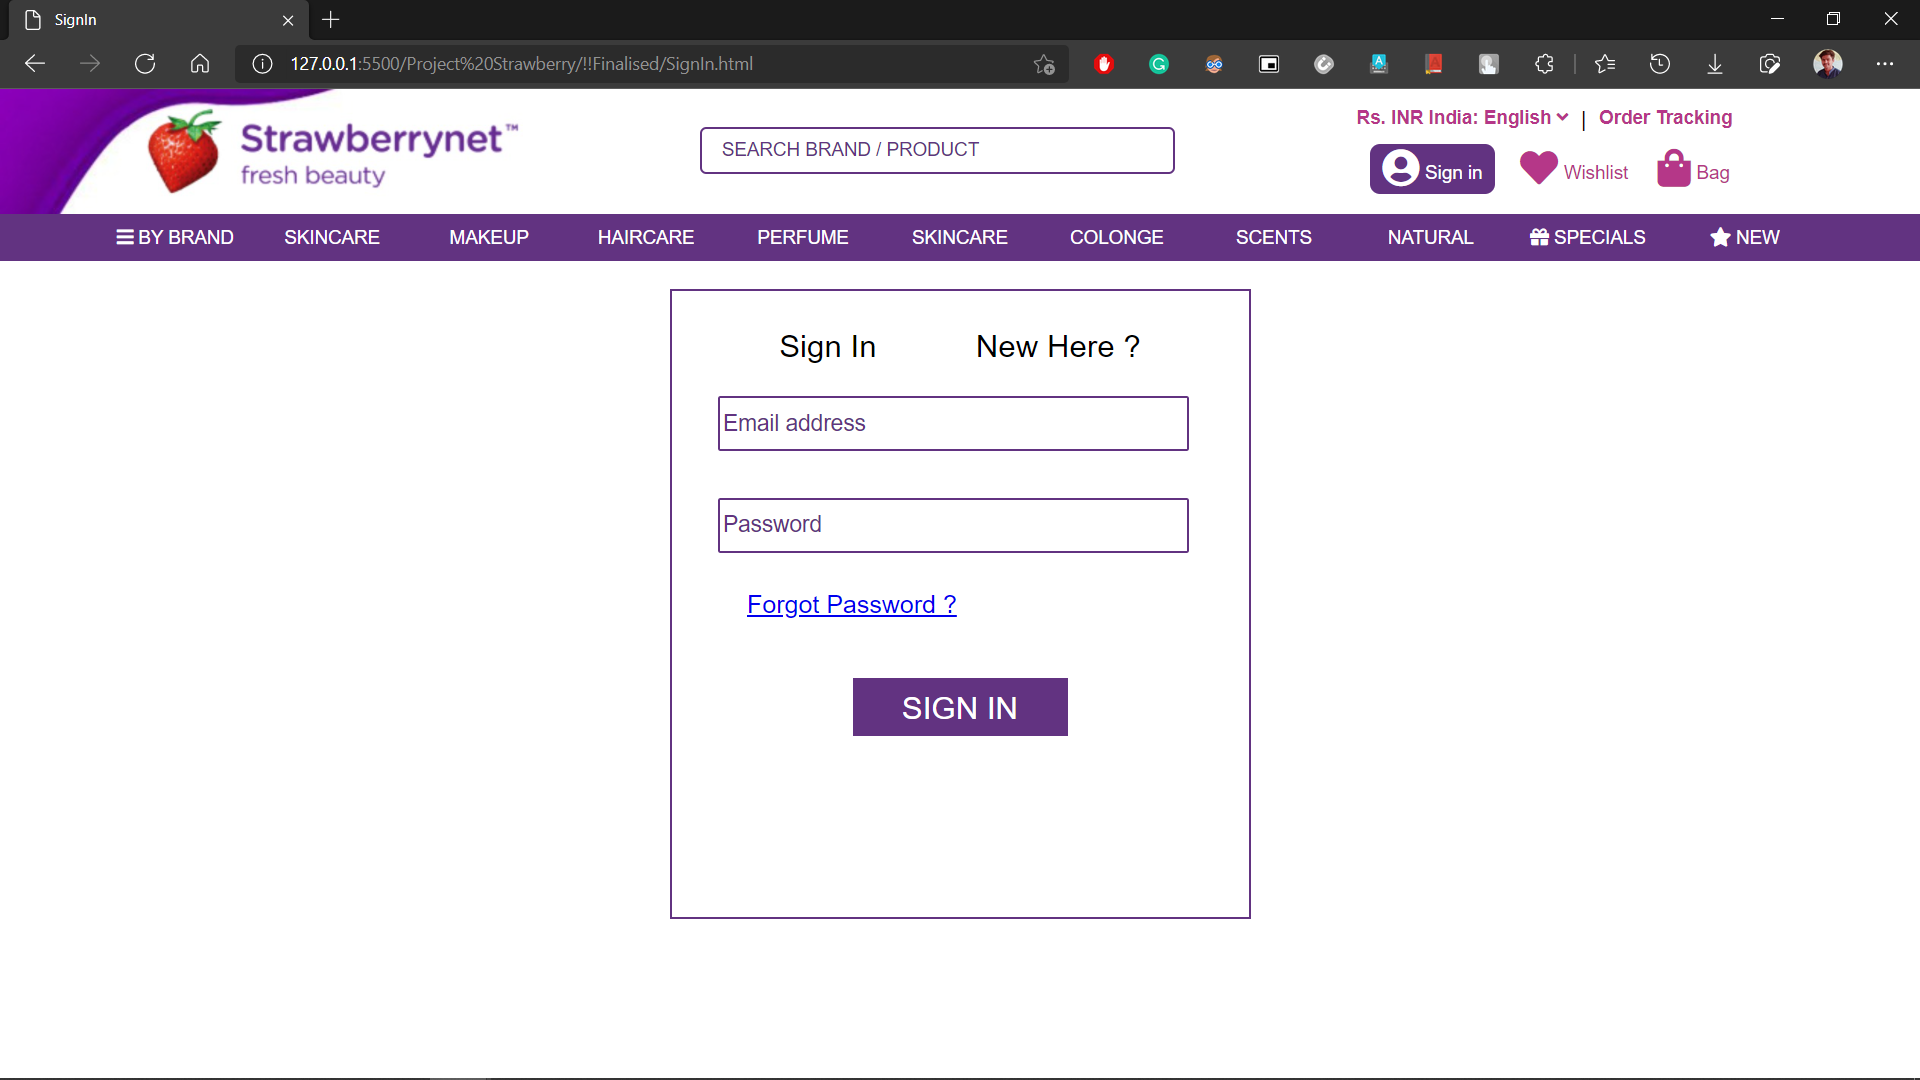 SignIn
127.0.0.1:5500/Project%20Strawberry/!!Finalised/SignIn.html
Strawberrynet™
fresh beauty
SEARCH BRAND / PRODUCT
Rs. INR India: English | Order Tracking
Sign in Wishlist Bag
BY BRAND SKINCARE MAKEUP HAIRCARE PERFUME SKINCARE COLONGE SCENTS NATURAL SPECIALS NEW
Sign In New Here ?
Email address
Password
Forgot Password ?
SIGN IN